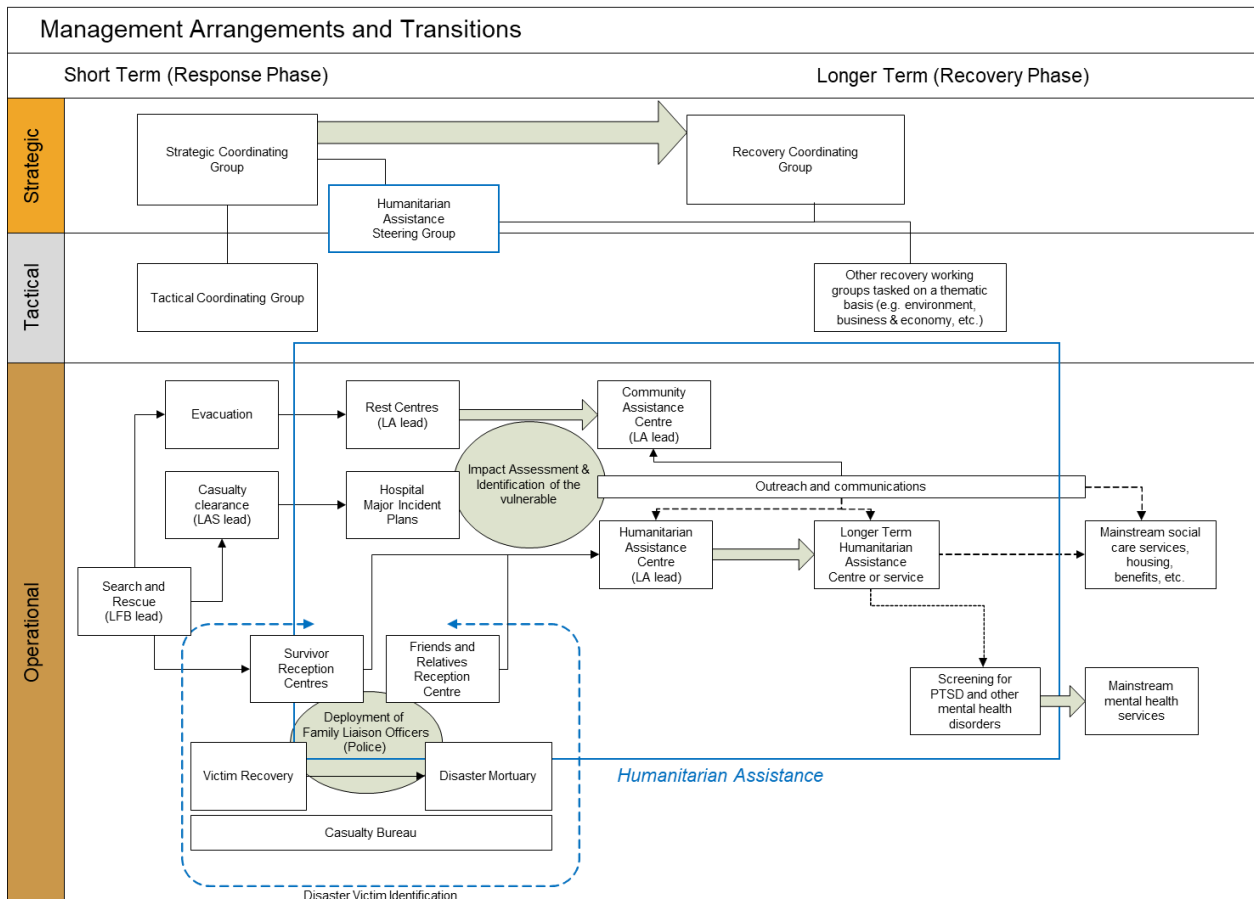 Management Arrangements and Transitions
Short Term (Response Phase)
Longer Term (Recovery Phase)
Strategic
Strategic Coordinating
Group
Recovery Coordinating
Group
Humanitarian
Assistance
Steering Group
Tactical
Tactical Coordinating Group
Other recovery working
groups tasked on a thematic
basis (e.g. environment,
business & economy, etc.)
Operational
Evacuation
Rest Centres
(LA lead)
Community
Assistance
Centre
(LA lead)
Impact Assessment &
Identification of the
vulnerable
Casualty
clearance
(LAS lead)
Hospital
Major Incident
Plans
Outreach and communications
Humanitarian
Assistance
Centre
(LA lead)
Longer Term
Humanitarian
Assistance
Centre or service
Mainstream social
care services,
housing,
benefits, etc.
Search and
Rescue
(LFB lead)
Survivor
Reception
Centres
Friends and
Relatives
Reception
Centre
Screening for
PTSD and other
mental health
disorders
Mainstream
mental health
services
Deployment of
Family Liaison Officers
(Police)
Victim Recovery
Disaster Mortuary
Humanitarian Assistance
Casualty Bureau
Disaster Victim Identification